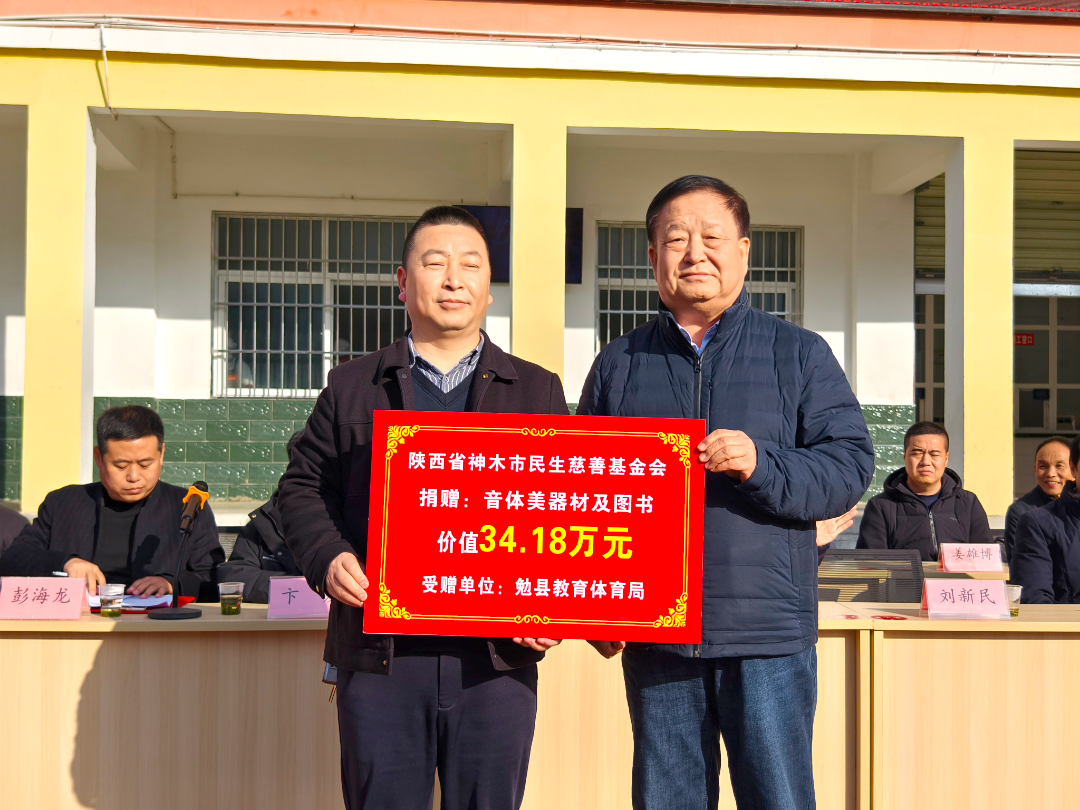 陕西省神木市民生慈善基金会
捐赠：音体美器材及图书
价值34.18万元
受赠单位：勉县教育体育局
彭海龙
卞
姜雄博
刘新民